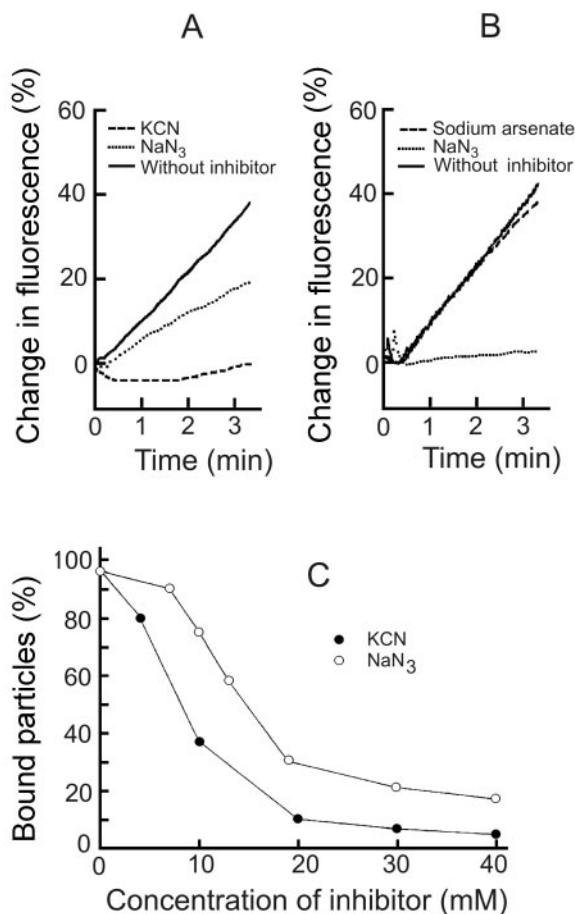 A
Change in fluorescence (%)
60
40
20
0
KCN
NaN3
Without inhibitor
0 1 2 3
Time (min)
B
Change in fluorescence (%)
60
40
20
0
Sodium arsenate
NaN3
Without inhibitor
0 1 2 3
Time (min)
C
Bound particles (%)
100
80
60
40
20
0
KCN
NaN3
0 10 20 30 40
Concentration of inhibitor (mM)